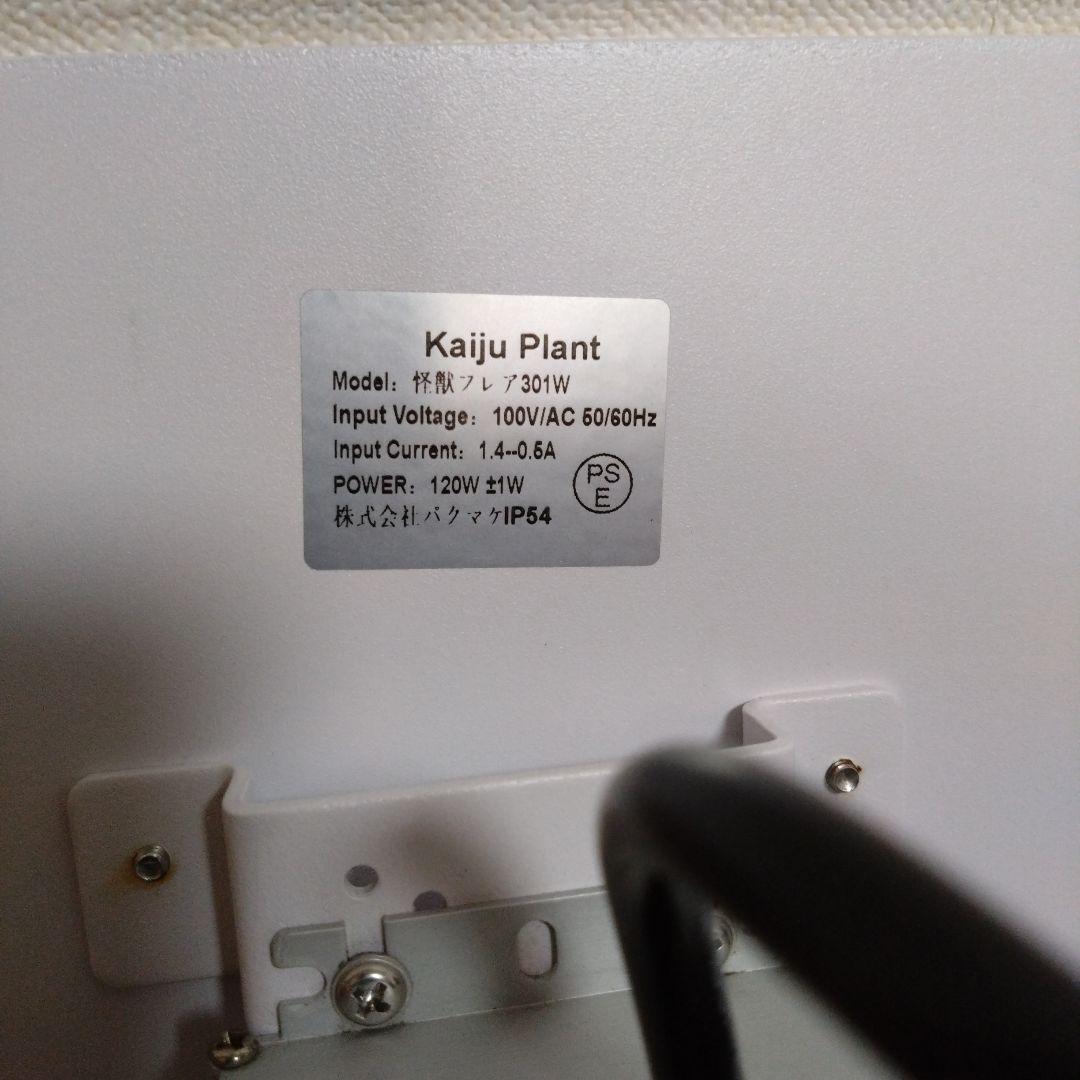 Kaiju Plant
Model：怪獣フレア301W
Input Voltage：100V/AC 50/60Hz
Input Current：1.4--0.5A
POWER：120W ±1W
PS
E
株式会社パクマケIP54